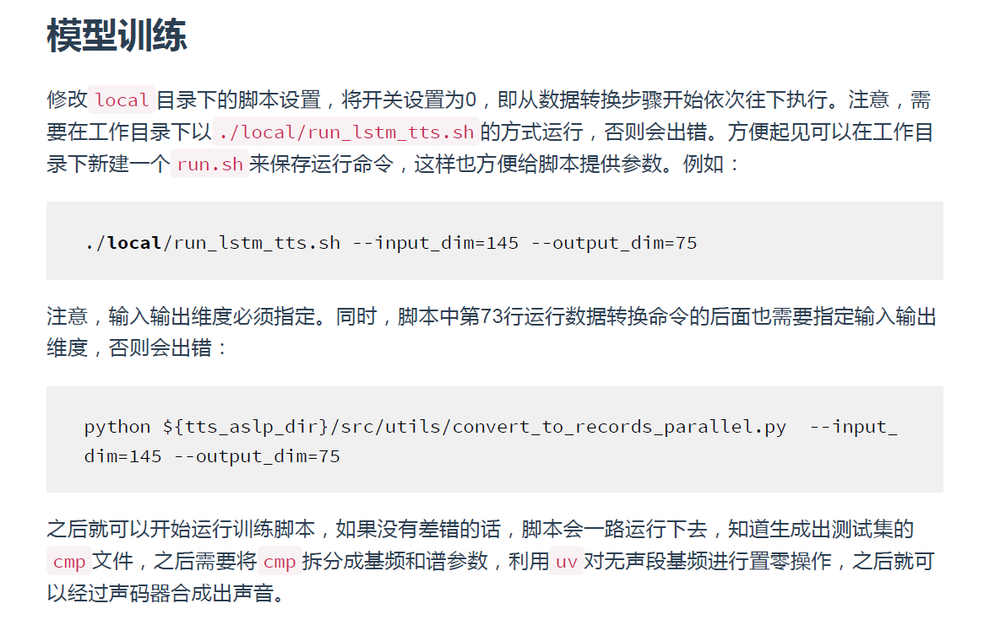 模型训练
修改 local 目录下的脚本设置，将开关设置为0，即从数据转换步骤开始依次往下执行。注意，需
要在工作目录下以 ./local/run_lstm_tts.sh 的方式运行，否则会出错。方便起见可以在工作目
录下新建一个 run.sh 来保存运行命令，这样也方便给脚本提供参数。例如：
./local/run_lstm_tts.sh --input_dim=145 --output_dim=75
注意，输入输出维度必须指定。同时，脚本中第73行运行数据转换命令的后面也需要指定输入输出
维度，否则会出错：
python ${tts_aslp_dir}/src/utils/convert_to_records_parallel.py  --input_
dim=145 --output_dim=75
之后就可以开始运行训练脚本，如果没有差错的话，脚本会一路运行下去，知道生成出测试集的
cmp 文件，之后需要将 cmp 拆分成基频和谱参数，利用 uv 对无声段基频进行置零操作，之后就可
以经过声码器合成出声音。